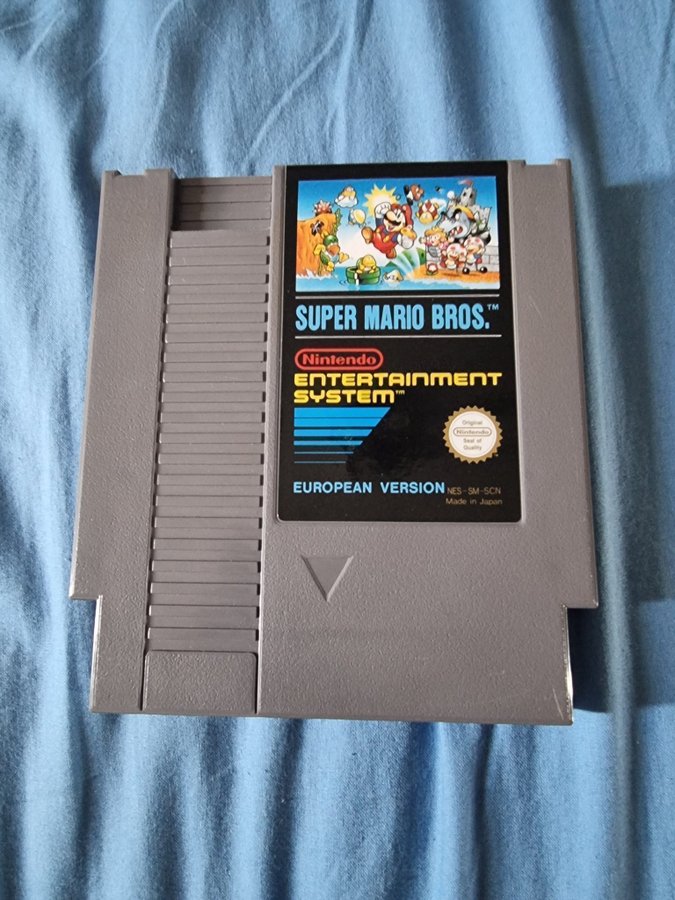 SUPER MARIO BROS.™
Nintendo
ENTERTAINMENT
SYSTEM™
Original
Nintendo
Seal of
Quality
EUROPEAN VERSION NES-SM-SCN
Made in Japan